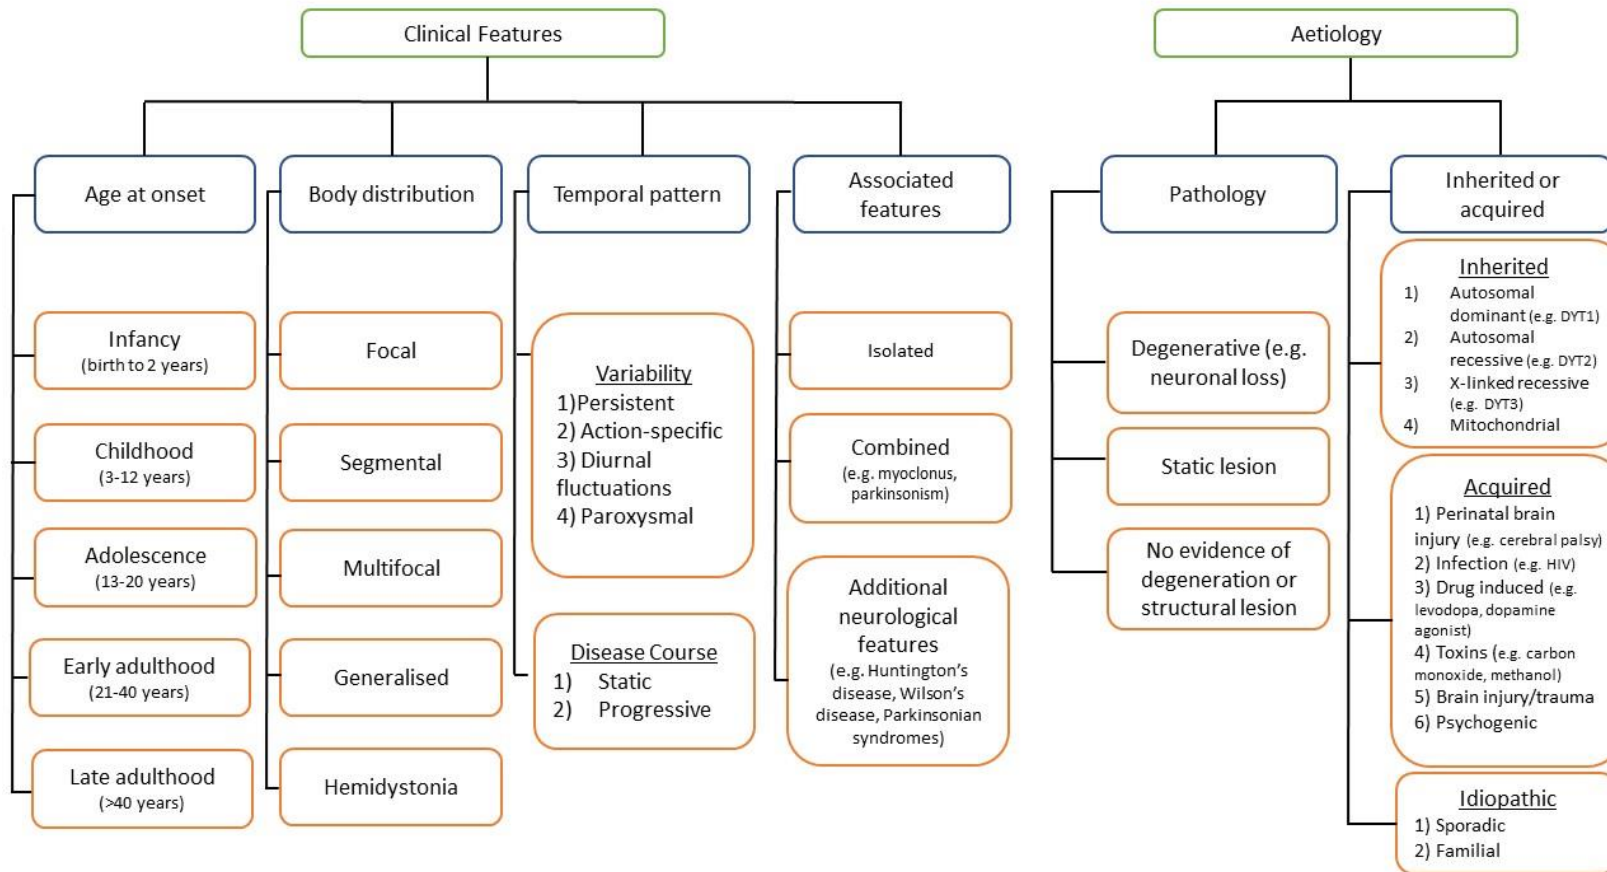 Clinical Features
Aetiology
Age at onset
Body distribution
Temporal pattern
Associated
features
Pathology
Inherited or
acquired
Infancy
(birth to 2 years)
Childhood
(3-12 years)
Adolescence
(13-20 years)
Early adulthood
(21-40 years)
Late adulthood
(>40 years)
Focal
Segmental
Multifocal
Generalised
Hemidystonia
Variability
1)Persistent
2) Action-specific
3) Diurnal
fluctuations
4) Paroxysmal
Disease Course
1) Static
2) Progressive
Isolated
Combined
(e.g. myoclonus,
parkinsonism)
Additional
neurological
features
(e.g. Huntington's
disease, Wilson's
disease, Parkinsonian
syndromes)
Degenerative (e.g.
neuronal loss)
Static lesion
No evidence of
degeneration or
structural lesion
Inherited
1) Autosomal
dominant (e.g. DYT1)
2) Autosomal
recessive (e.g. DYT2)
3) X-linked recessive
(e.g. DYT3)
4) Mitochondrial
Acquired
1) Perinatal brain
injury (e.g. cerebral palsy)
2) Infection (e.g. HIV)
3) Drug induced (e.g.
levodopa, dopamine
agonist)
4) Toxins (e.g. carbon
monoxide, methanol)
5) Brain injury/trauma
6) Psychogenic
Idiopathic
1) Sporadic
2) Familial